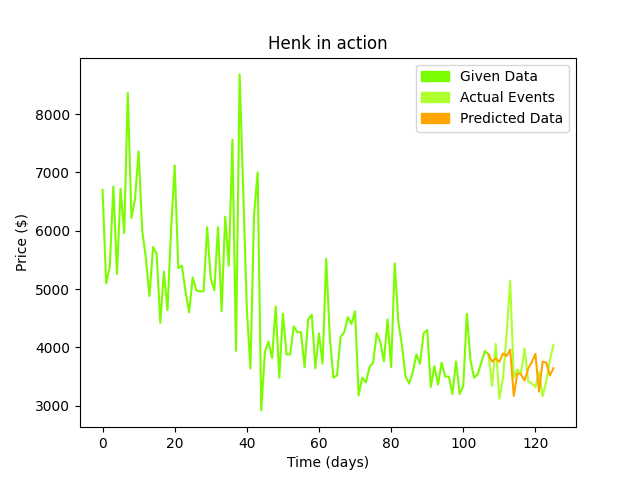 Henk in action
Given Data
Actual Events
Predicted Data
Price ($)
8000
7000
6000
5000
4000
3000
0 20 40 60 80 100 120
Time (days)